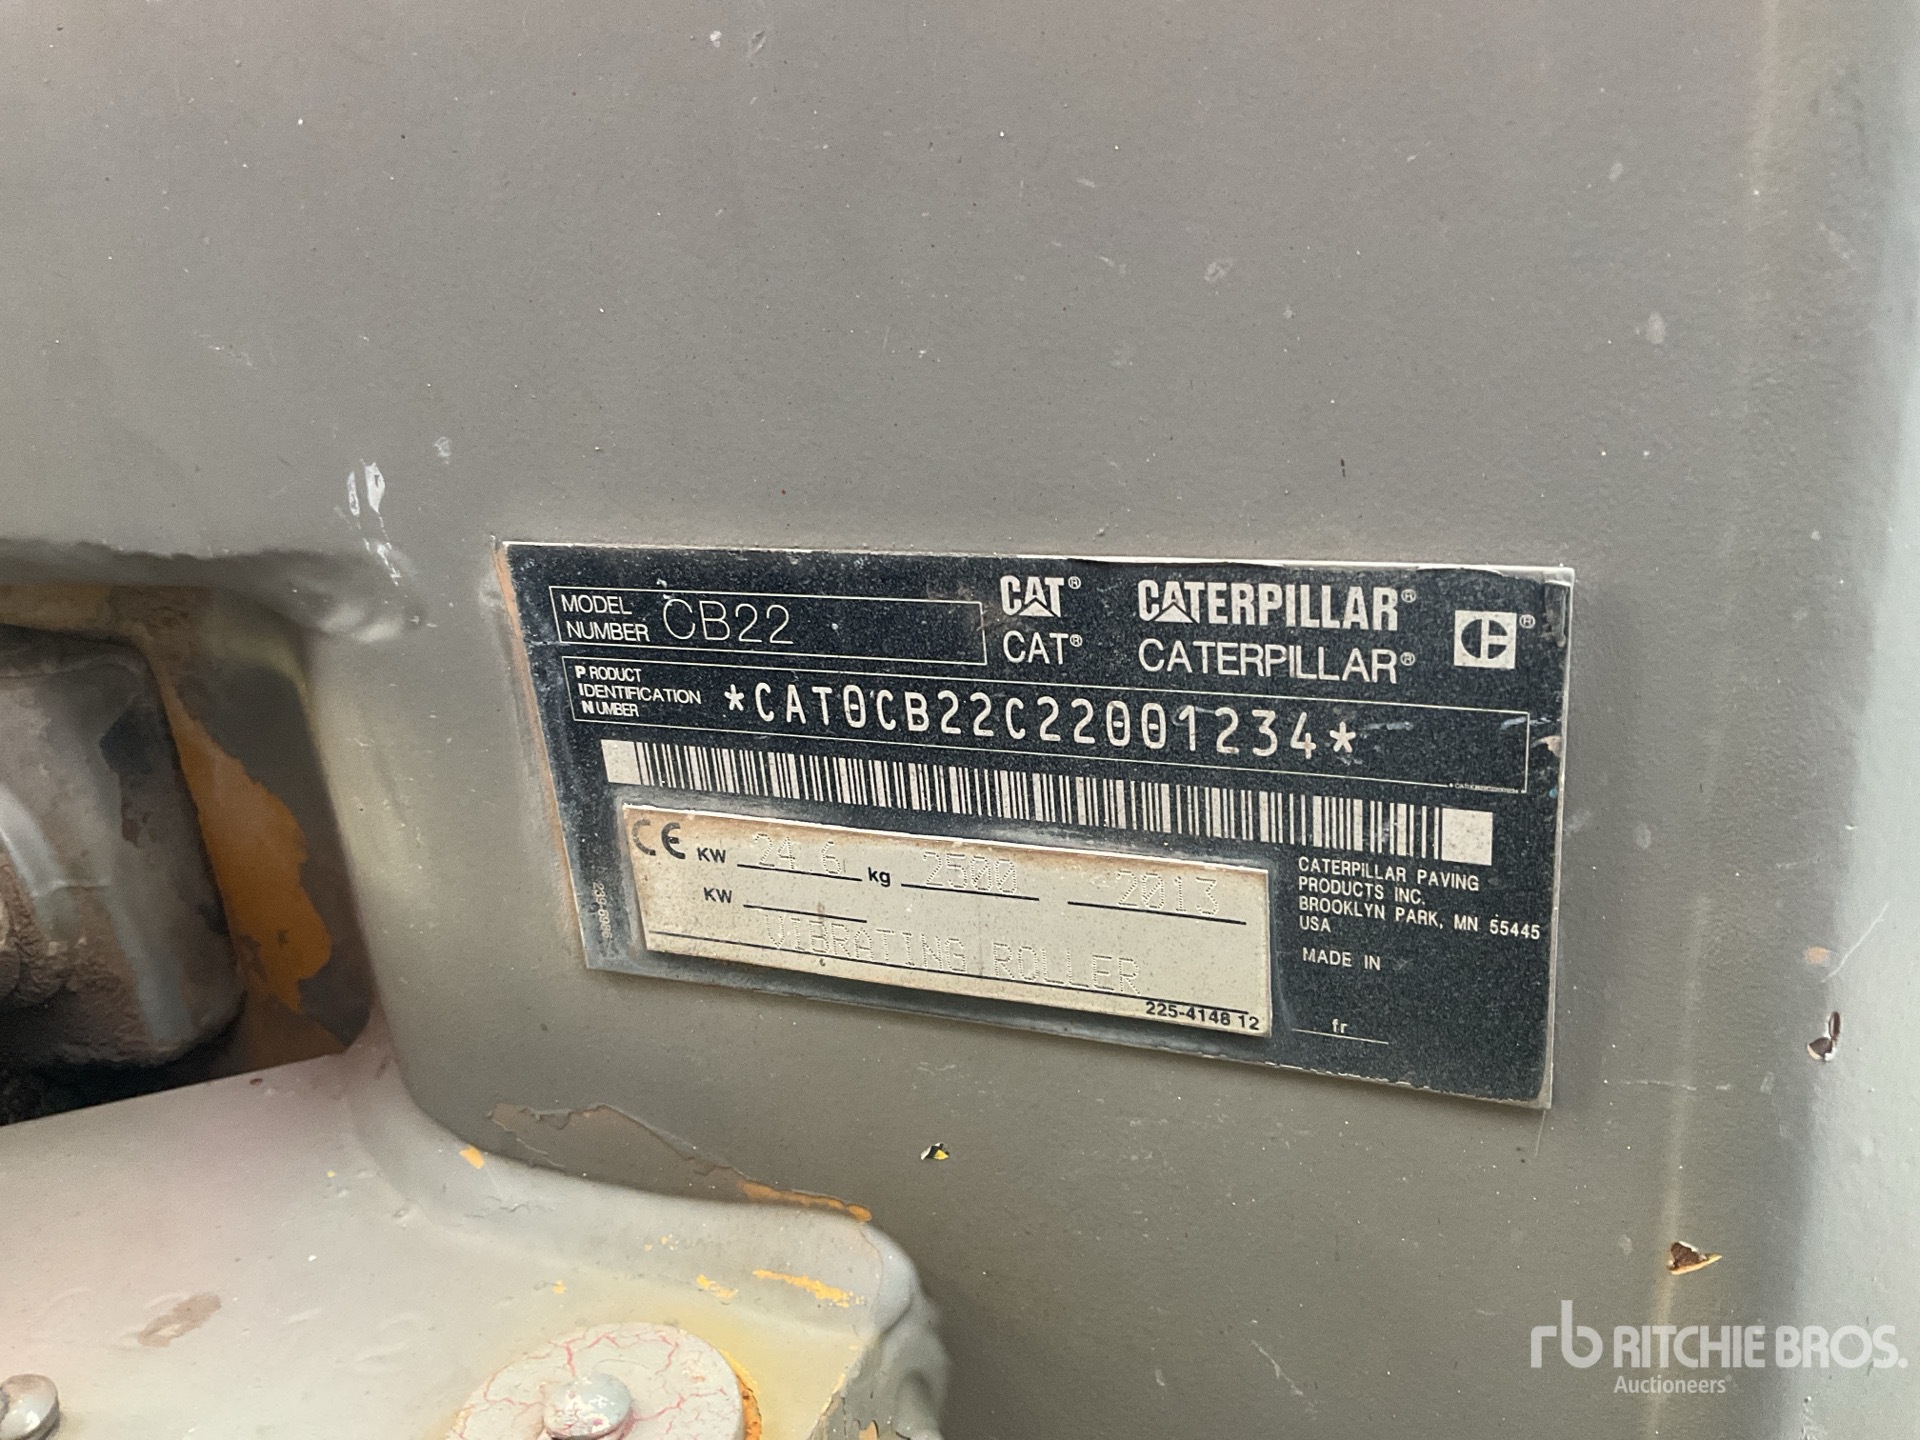 MODEL NUMBER CB22
CAT® CATERPILLAR®
CAT® CATERPILLAR®
PRODUCT
IDENTIFICATION
NUMBER
*CAT0CB22C22001234*
CE KW 24.6 kg 2500 2013
KW
VIBRATING ROLLER
225-4148 12
CATERPILLAR PAVING
PRODUCTS INC.
BROOKLYN PARK, MN 55445
USA
MADE IN
fr
rb RITCHIE BROS.
Auctioneers